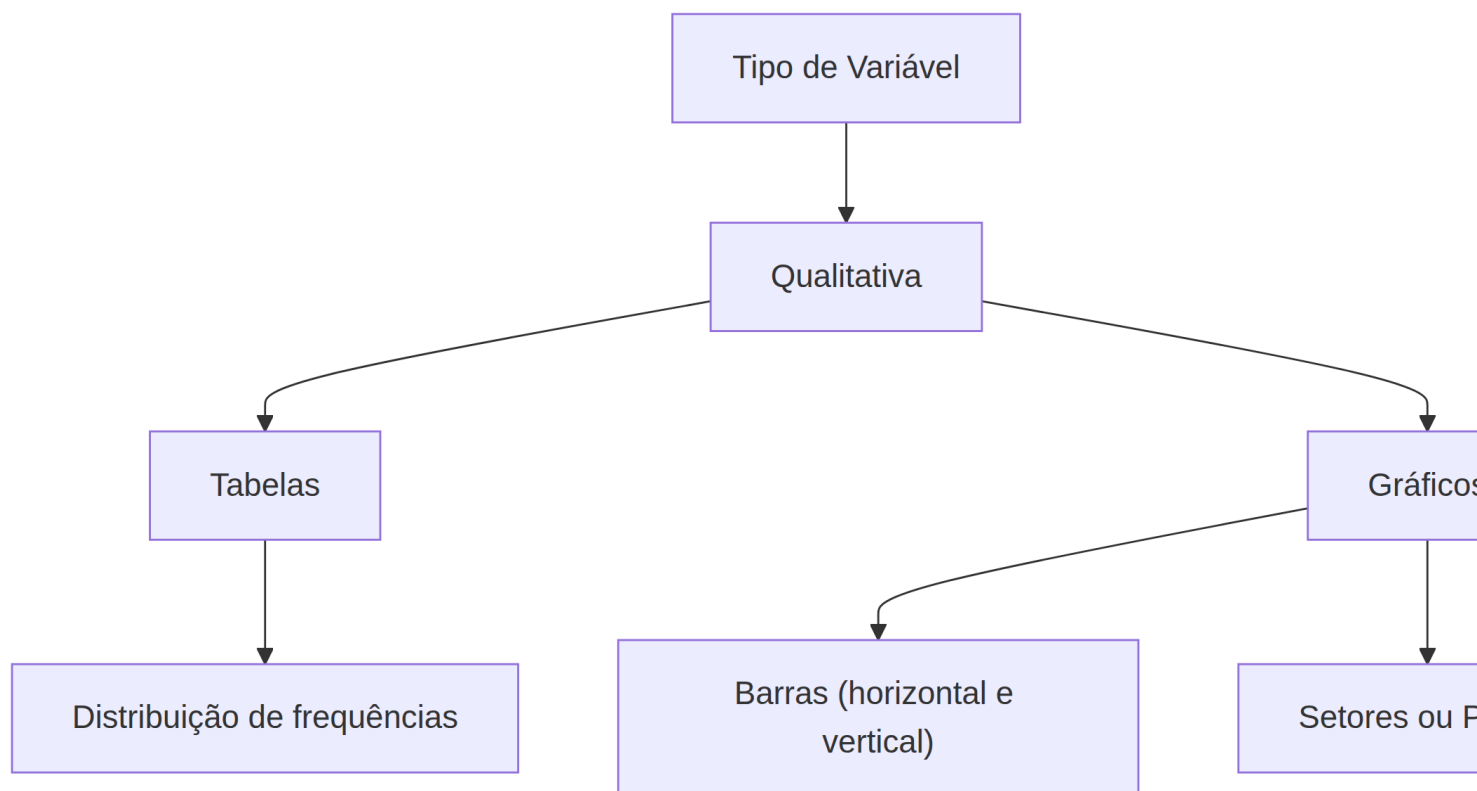 Tipo de Variável
Qualitativa
Tabelas
Gráficos
Distribuição de frequências
Barras (horizontal e
vertical)
Setores ou